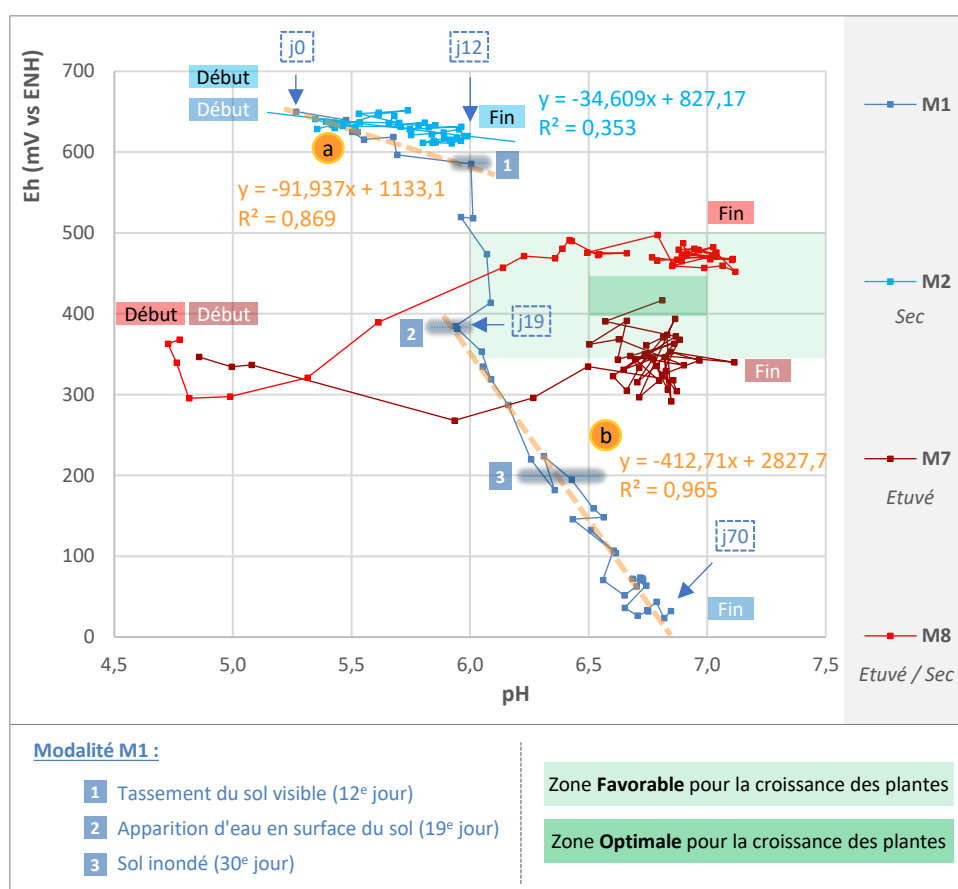 j0
j12
700
Début
Début
Fin
y = -34,609x + 827,17
R² = 0,353
M1
600
a
1
y = -91,937x + 1133,1
R² = 0,869
Eh (mV vs ENH)
500
Fin
M2
Sec
400
Début
Début
j19
2
Fin
300
b
y = -412,71x + 2827,7
R² = 0,965
M7
Etuvé
200
3
j70
100
Fin
0
M8
Etuvé / Sec
4,5
5,0
5,5
6,0
6,5
7,0
7,5
pH
Modalité M1 :
1 Tassement du sol visible (12e jour)
2 Apparition d'eau en surface du sol (19e jour)
3 Sol inondé (30e jour)
Zone Favorable pour la croissance des plantes
Zone Optimale pour la croissance des plantes